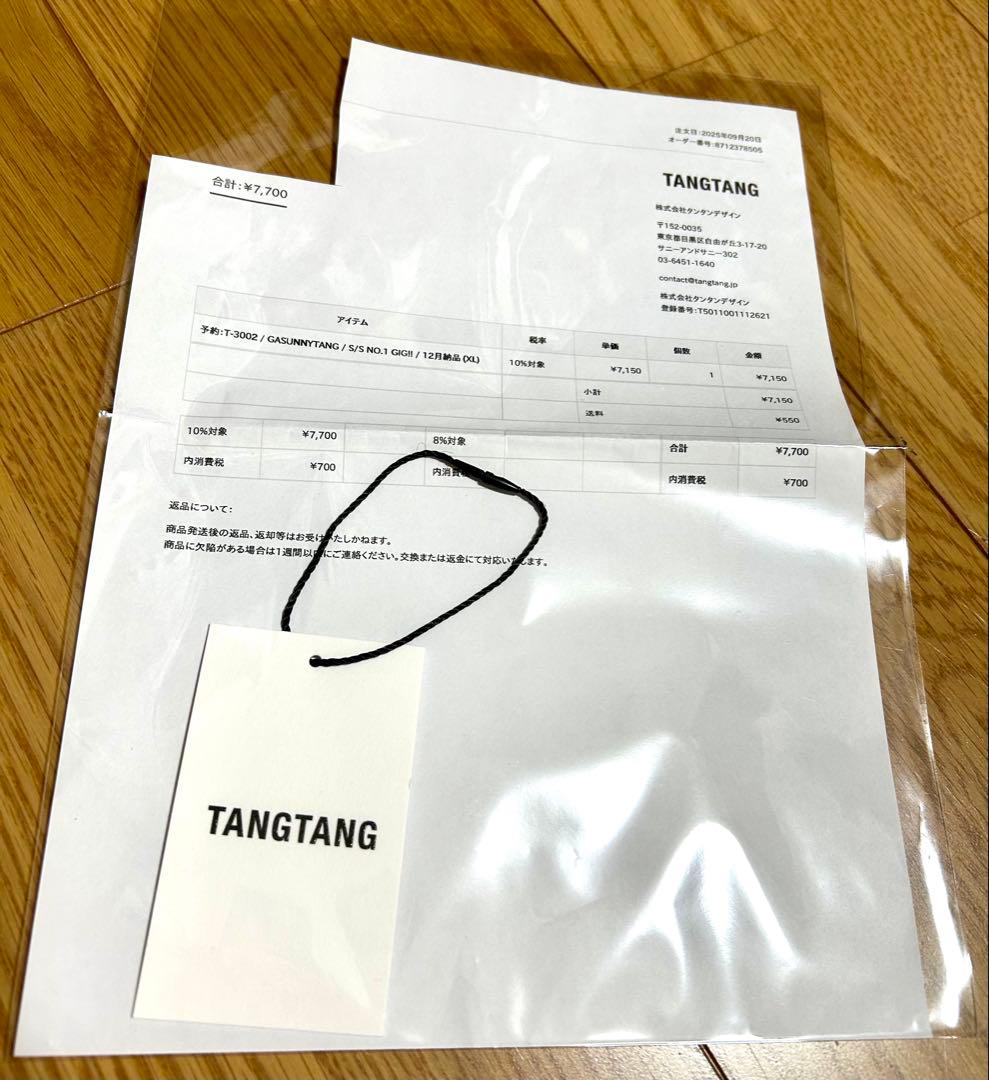 注文日：2025年09月20日
オーダー番号：8712378505
合計：¥7,700
TANGTANG
株式会社タンタンデザイン
〒152-0035
東京都目黒区自由が丘3-17-20
サニーアンドサニー302
03-6451-1640
contact@tangtang.jp
株式会社タンタンデザイン
登録番号：T5011001112621
アイテム 税率 単価 個数 金額
予約：T-3002 / GASUNNYTANG / S/S NO.1 GIG!! / 12月納品 (XL) 10%対象 ¥7,150 1 ¥7,150
小計 ¥7,150
送料 ¥550
10%対象 ¥7,700 8%対象 合計 ¥7,700
内消費税 ¥700 内消費 内消費税 ¥700
返品について：
商品発送後の返品、返却等はお受けいたしかねます。
商品に欠陥がある場合は1週間以内にご連絡ください。交換または返金にて対応いたします。
TANGTANG